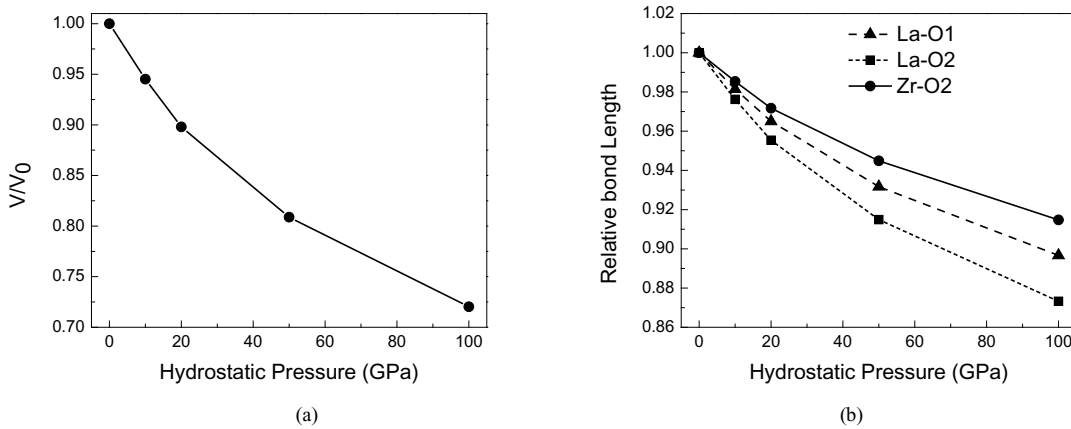 1.00
0.95
0.90
0.85
0.80
0.75
0.70
V/V0
0 20 40 60 80 100
Hydrostatic Pressure (GPa)
(a)
1.02
1.00
0.98
0.96
0.94
0.92
0.90
0.88
0.86
Relative bond Length
La-O1
La-O2
Zr-O2
0 20 40 60 80 100
Hydrostatic Pressure (GPa)
(b)